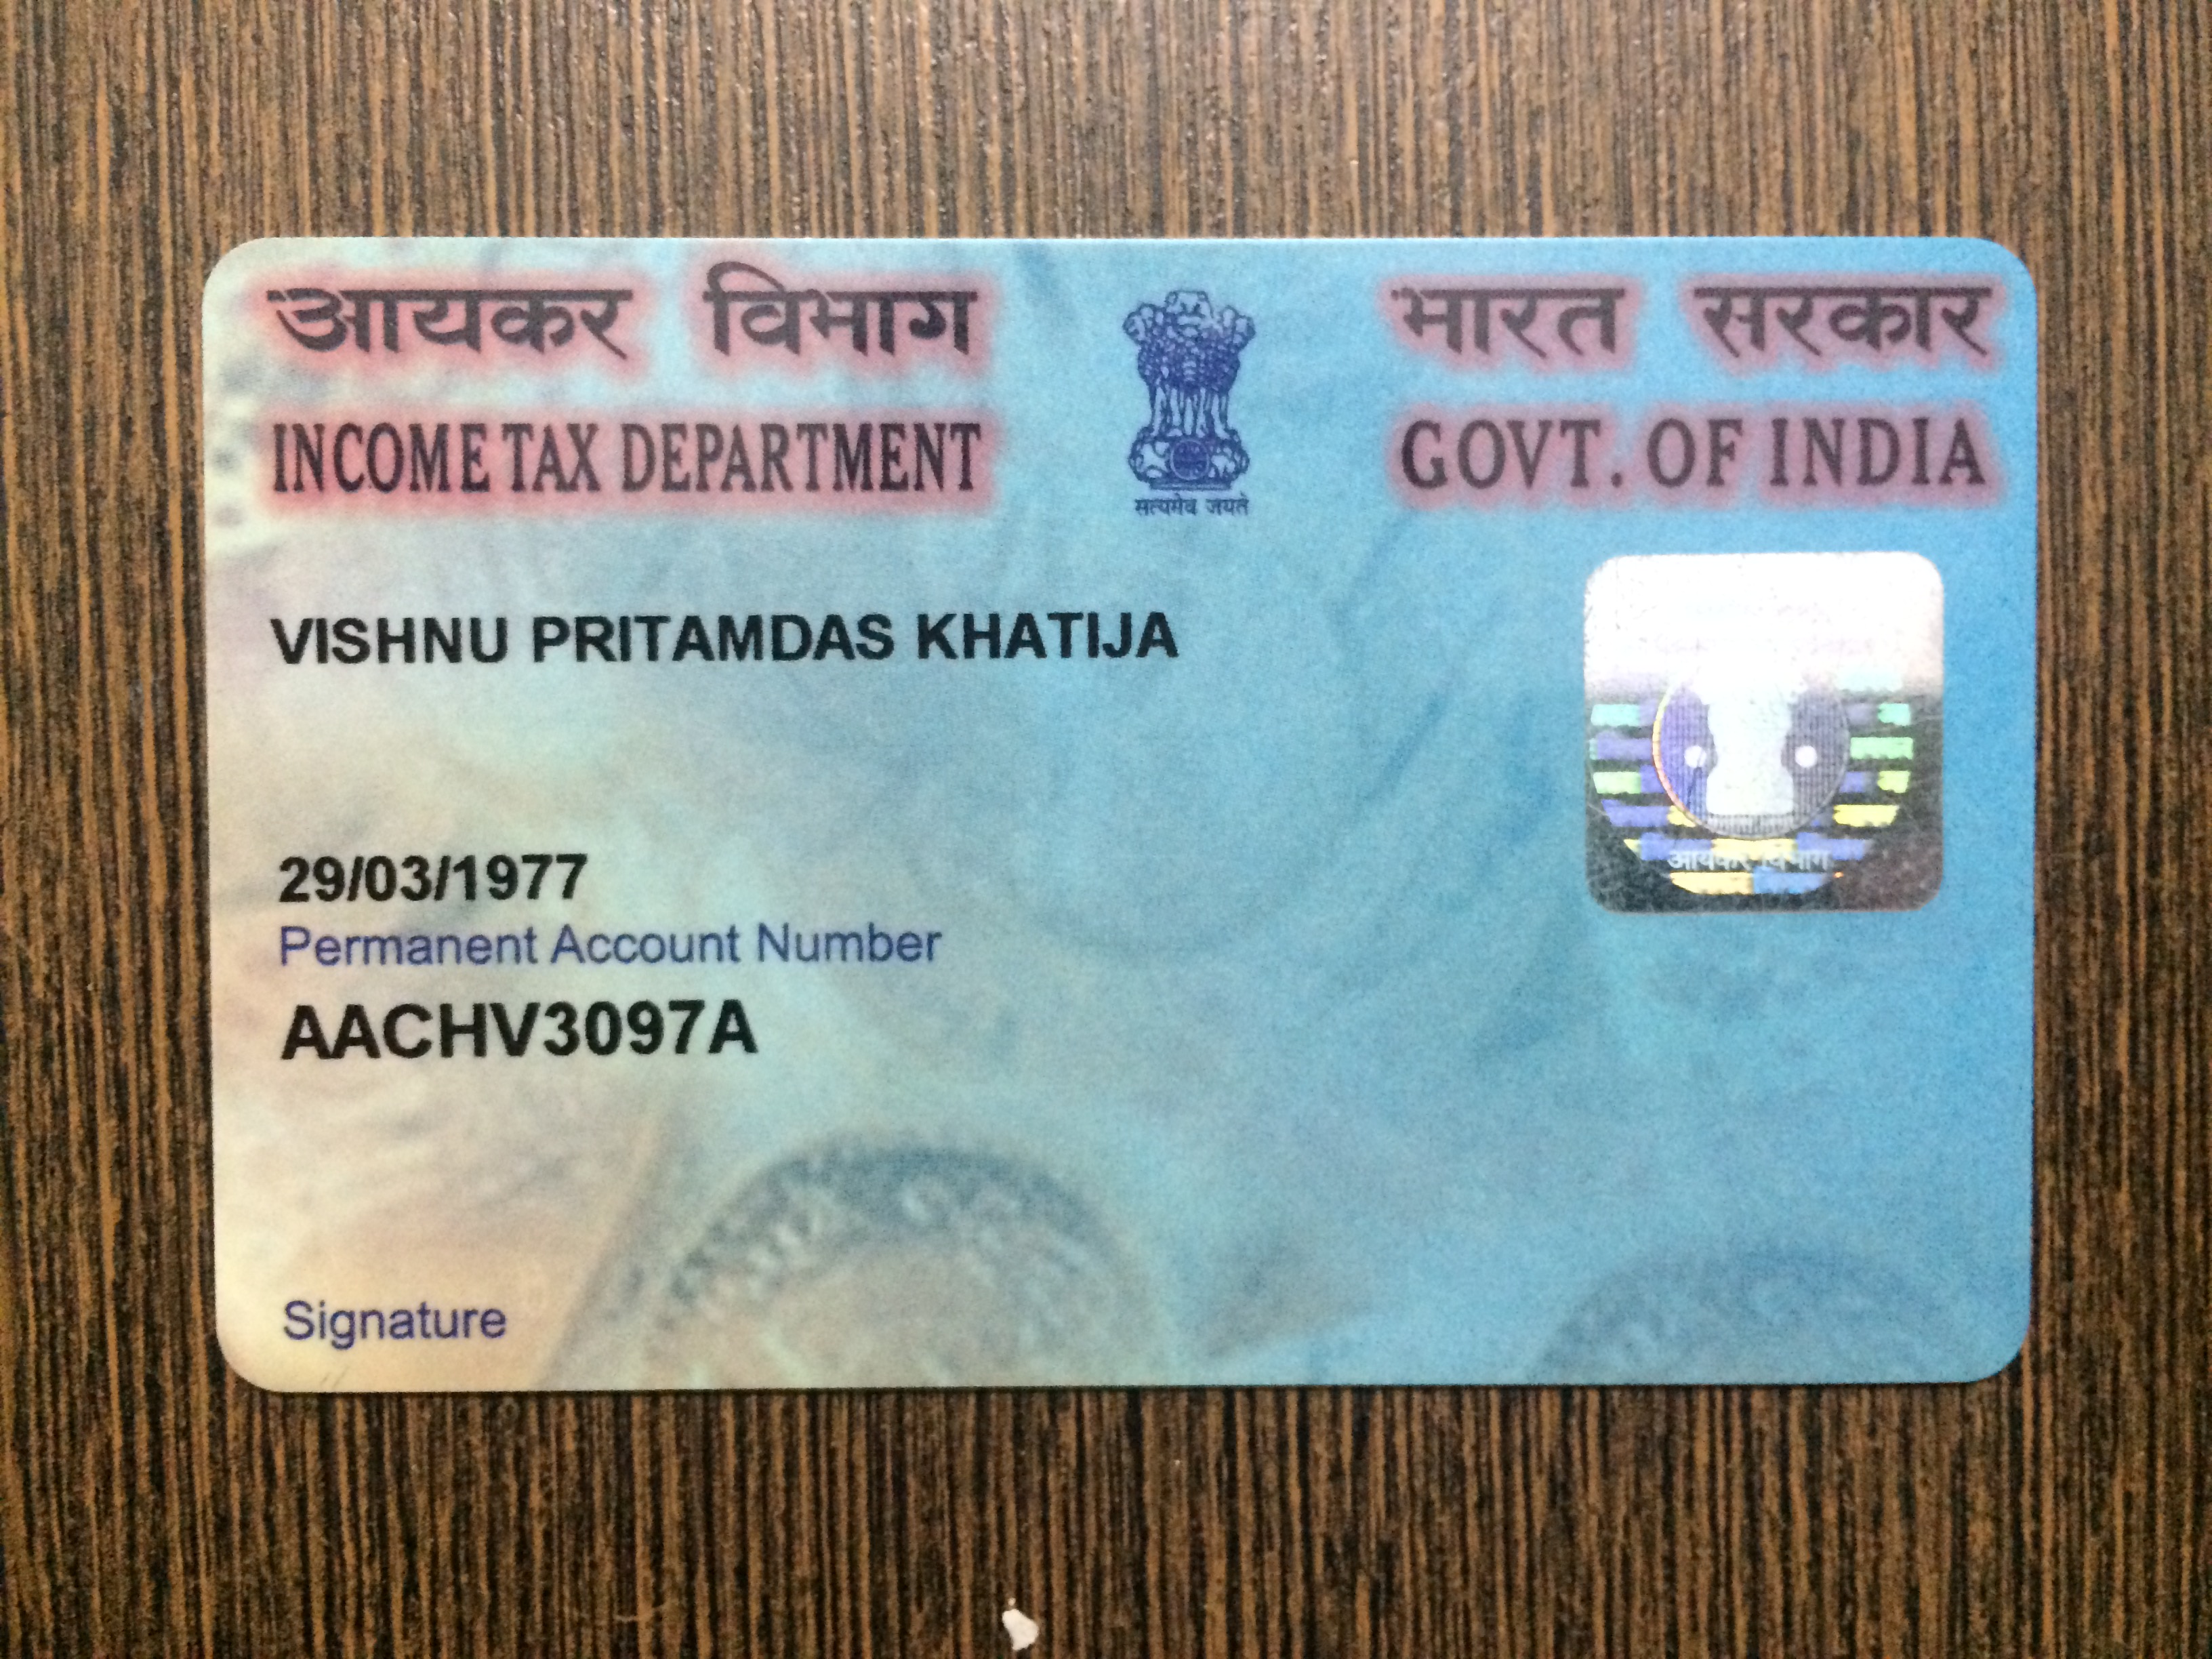 आयकर विभाग
भारत सरकार
INCOME TAX DEPARTMENT
GOVT. OF INDIA
सत्यमेव जयते
VISHNU PRITAMDAS KHATIJA
29/03/1977
Permanent Account Number
AACHV3097A
Signature
आयकर विभाग